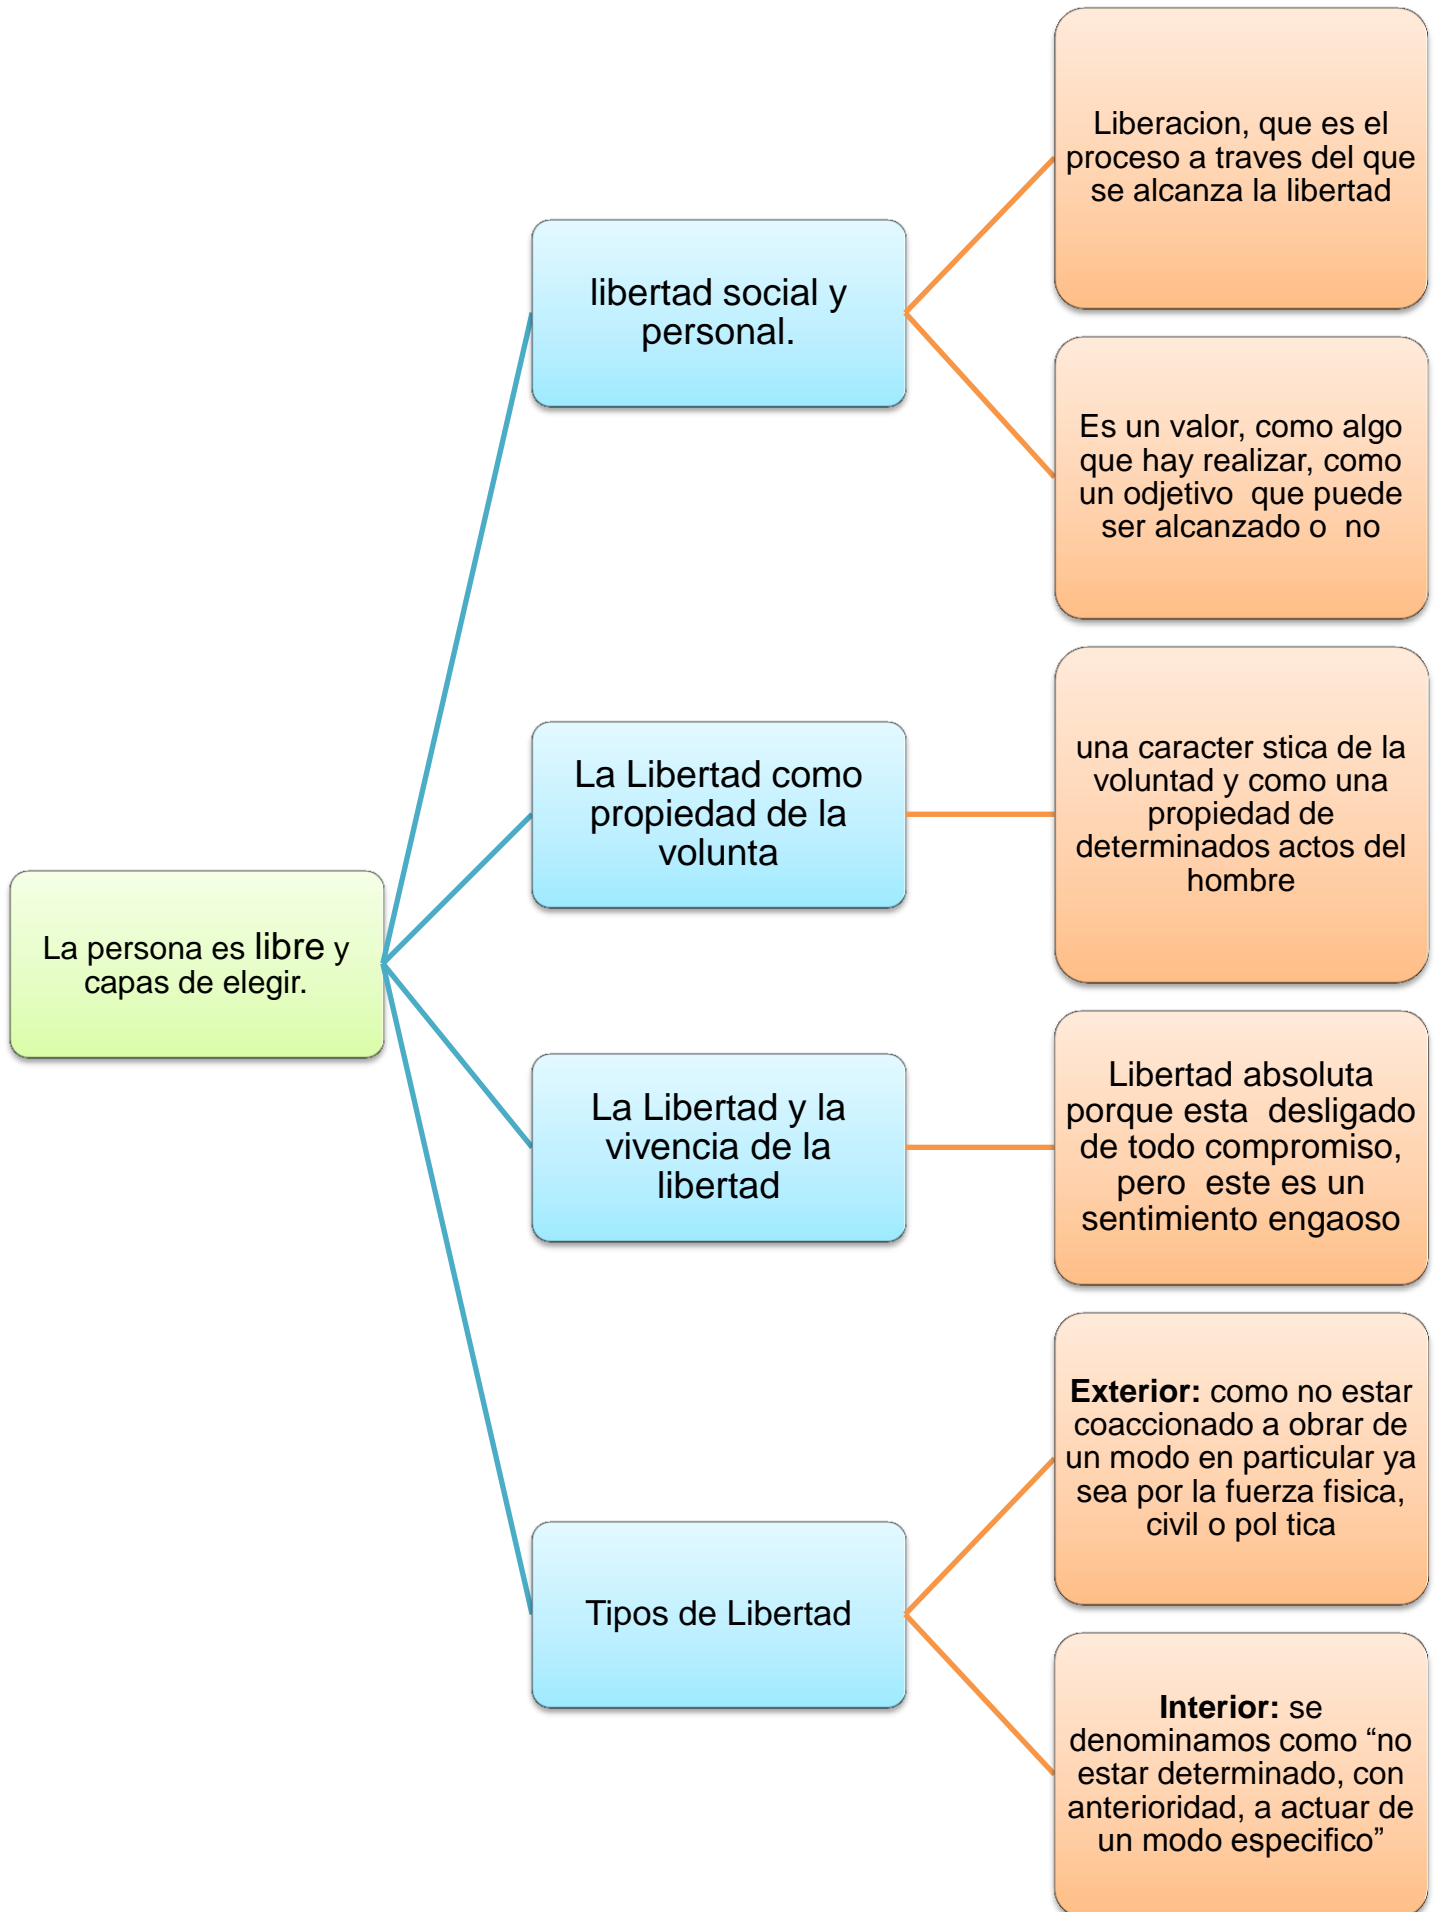 La persona es libre y
capas de elegir.
libertad social y
personal.
Liberacion, que es el
proceso a traves del que
se alcanza la libertad
Es un valor, como algo
que hay realizar, como
un odjetivo  que puede
ser alcanzado o  no
La Libertad como
propiedad de la
volunta
una caracter stica de la
voluntad y como una
propiedad de
determinados actos del
hombre
La Libertad y la
vivencia de la
libertad
Libertad absoluta
porque esta  desligado
de todo compromiso,
pero  este es un
sentimiento engaoso
Tipos de Libertad
Exterior: como no estar
coaccionado a obrar de
un modo en particular ya
sea por la fuerza fisica,
civil o pol tica
Interior: se
denominamos como “no
estar determinado, con
anterioridad, a actuar de
un modo especifico”